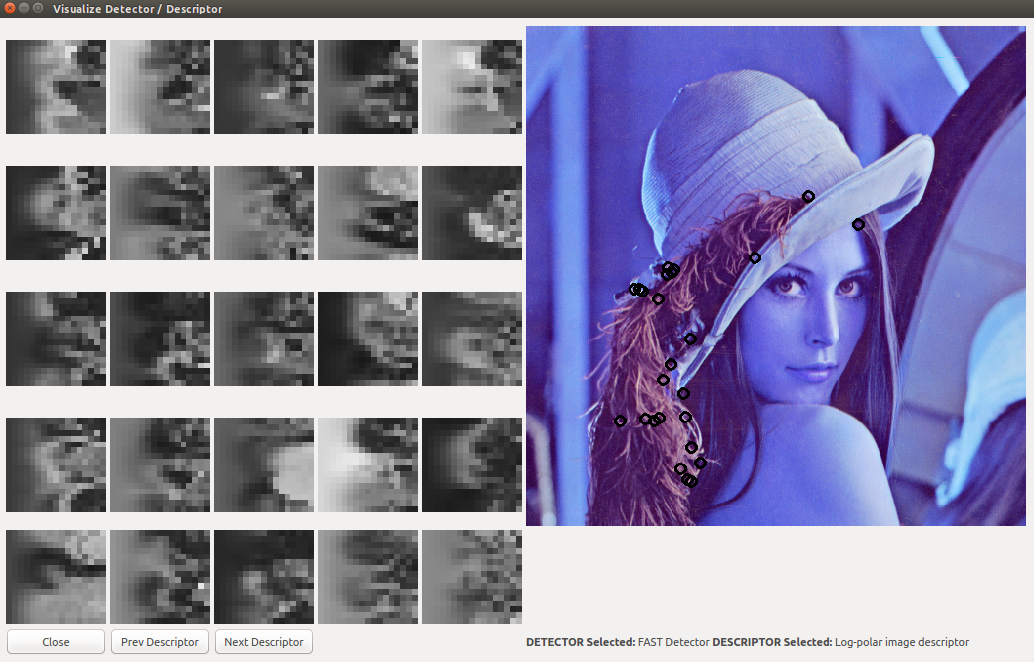 Visualize Detector / Descriptor
Close
Prev Descriptor
Next Descriptor
DETECTOR Selected: FAST Detector DESCRIPTOR Selected: Log-polar image descriptor